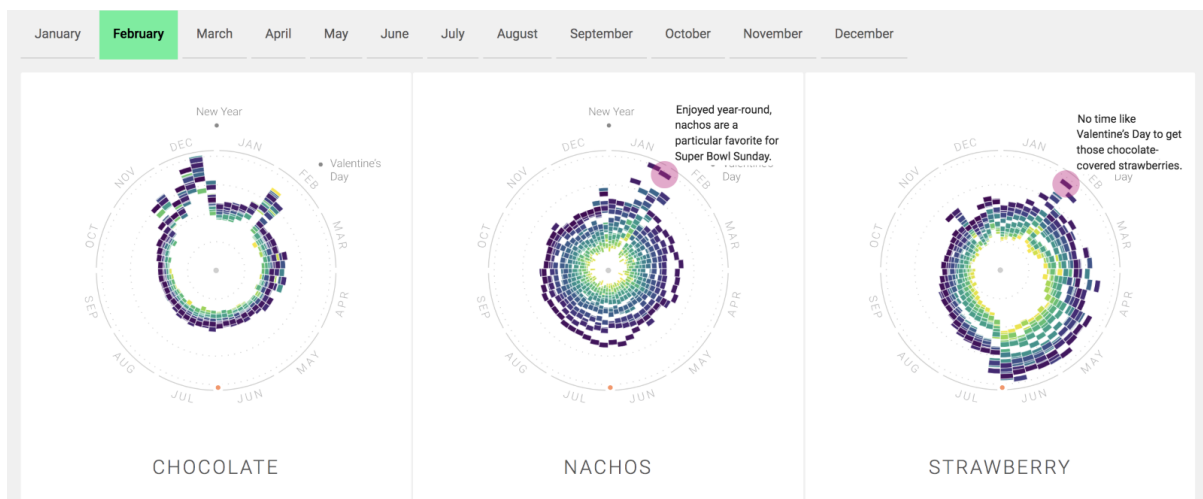 January February March April May June July August September October November December
New Year
DEC JAN
NOV FEB
OCT MAR
SEP APR
AUG MAY
JUL JUN
Valentine's
Day
CHOCOLATE
New Year
Enjoyed year-round,
nachos are a
particular favorite for
Super Bowl Sunday.
Day
DEC JAN
NOV FEB
OCT MAR
SEP APR
AUG MAY
JUL JUN
NACHOS
No time like
Valentine's Day to get
those chocolate-
covered strawberries.
New Year
Day
DEC JAN
NOV FEB
OCT MAR
SEP APR
AUG MAY
JUL JUN
STRAWBERRY